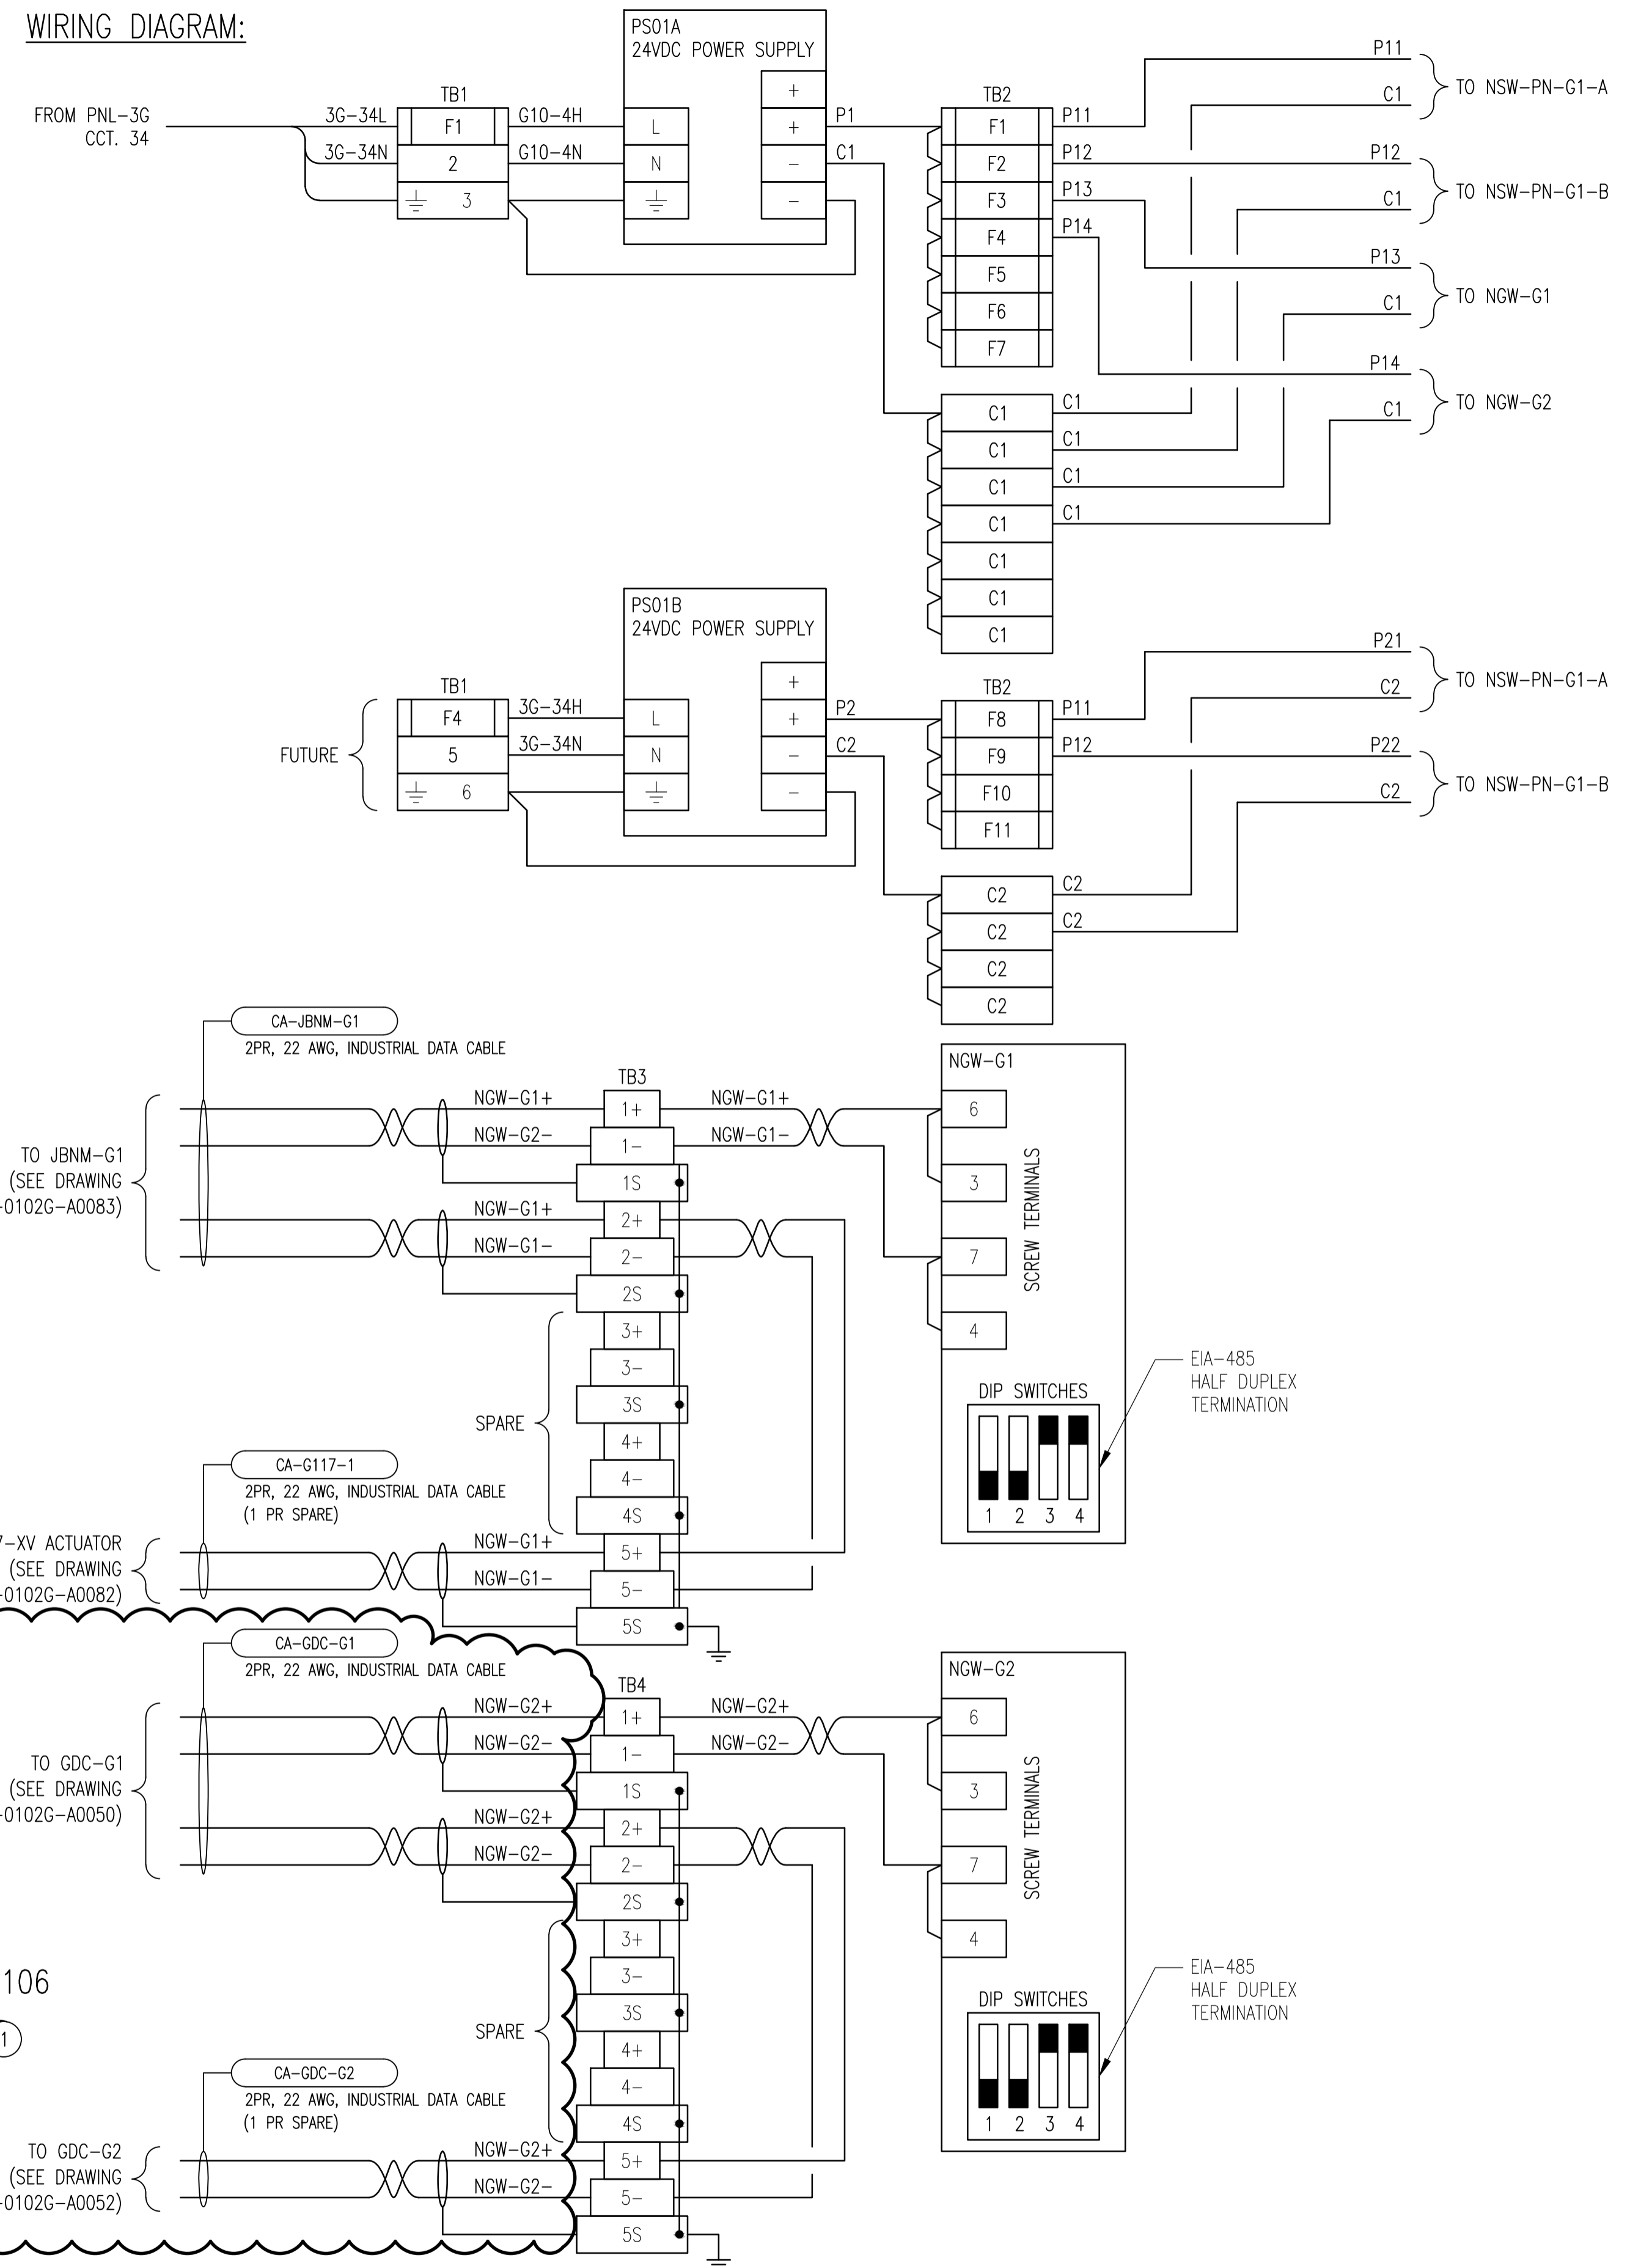 WIRING DIAGRAM:
PS01A
24VDC POWER SUPPLY
FROM PNL-3G
CCT. 34
TB1
3G-34L
F1
G10-4H
3G-34N
2
G10-4N
3
L
N
+
+
-
-
P1
C1
TB2
F1
F2
F3
F4
F5
F6
F7
P11
P12
P13
P14
C1
C1
C1
C1
C1
C1
C1
C1
C1
C1
C1
P11
C1
TO NSW-PN-G1-A
P12
C1
TO NSW-PN-G1-B
P13
C1
TO NGW-G1
P14
C1
TO NGW-G2
PS01B
24VDC POWER SUPPLY
FUTURE
TB1
F4
3G-34H
5
3G-34N
6
L
N
+
+
-
-
P2
C2
TB2
F8
F9
F10
F11
P11
P12
C2
C2
C2
C2
C2
C2
P21
C2
TO NSW-PN-G1-A
P22
C2
TO NSW-PN-G1-B
CA-JBNM-G1
2PR, 22 AWG, INDUSTRIAL DATA CABLE
TO JBNM-G1
(SEE DRAWING
-0102G-A0083)
TB3
NGW-G1+
1+
NGW-G1+
NGW-G2-
1-
NGW-G1-
1S
NGW-G1+
2+
NGW-G1-
2-
2S
SPARE
3+
3-
3S
4+
4-
4S
CA-G117-1
2PR, 22 AWG, INDUSTRIAL DATA CABLE
(1 PR SPARE)
7-XV ACTUATOR
(SEE DRAWING
-0102G-A0082)
NGW-G1+
5+
NGW-G1-
5-
5S
NGW-G1
6
3
7
4
SCREW TERMINALS
DIP SWITCHES
1 2 3 4
EIA-485
HALF DUPLEX
TERMINATION
CA-GDC-G1
2PR, 22 AWG, INDUSTRIAL DATA CABLE
TO GDC-G1
(SEE DRAWING
-0102G-A0050)
TB4
NGW-G2+
1+
NGW-G2+
NGW-G2-
1-
NGW-G2-
1S
NGW-G2+
2+
NGW-G2-
2-
2S
SPARE
3+
3-
3S
4+
4-
4S
106
1
CA-GDC-G2
2PR, 22 AWG, INDUSTRIAL DATA CABLE
(1 PR SPARE)
TO GDC-G2
(SEE DRAWING
-0102G-A0052)
NGW-G2+
5+
NGW-G2-
5-
5S
NGW-G2
6
3
7
4
SCREW TERMINALS
DIP SWITCHES
1 2 3 4
EIA-485
HALF DUPLEX
TERMINATION